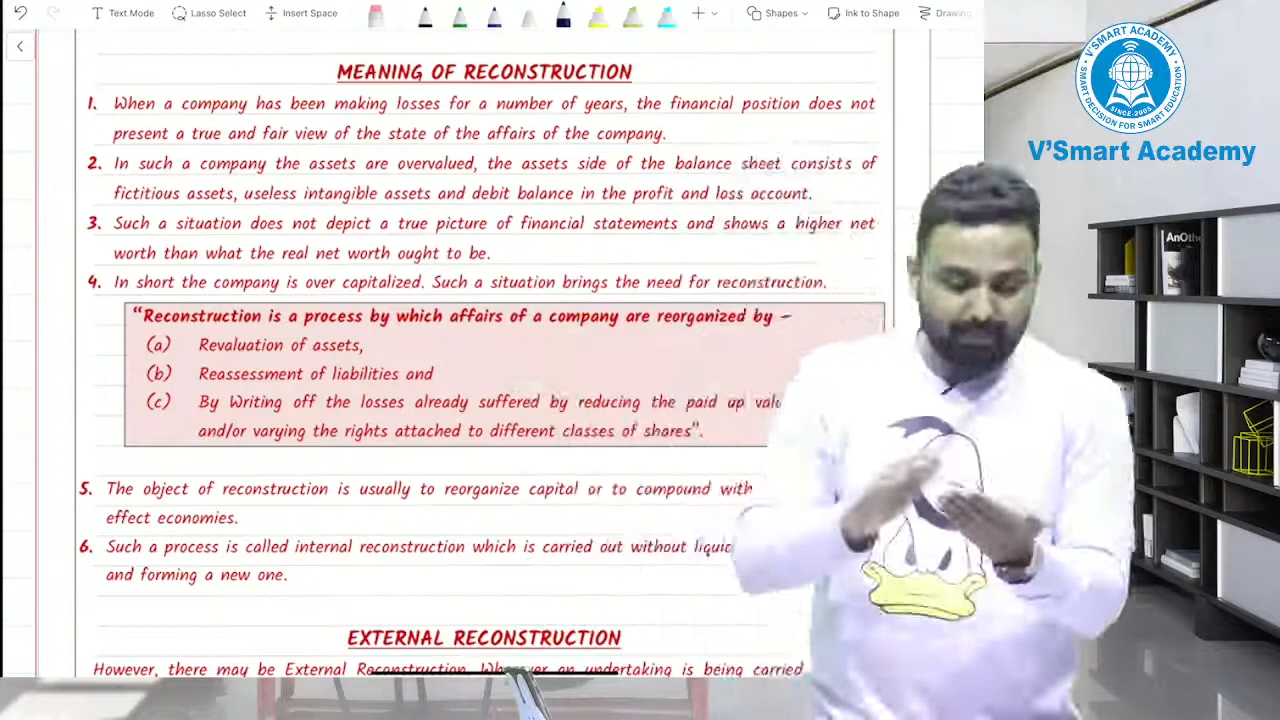 Text Mode Lasso Select Insert Space Shapes Ink to Shape Drawing
MEANING OF RECONSTRUCTION
1. When a company has been making losses for a number of years, the financial position does not
present a true and fair view of the state of the affairs of the company.
2. In such a company the assets are overvalued, the assets side of the balance sheet consists of
fictitious assets, useless intangible assets and debit balance in the profit and loss account.
3. Such a situation does not depict a true picture of financial statements and shows a higher net
worth than what the real net worth ought to be.
4. In short the company is over capitalized. Such a situation brings the need for reconstruction.
“Reconstruction is a process by which affairs of a company are reorganized by –
(a) Revaluation of assets,
(b) Reassessment of liabilities and
(c) By Writing off the losses already suffered by reducing the paid up
and/or varying the rights attached to different classes of shares”.
5. The object of reconstruction is usually to reorganize capital or to compound with
effect economies.
6. Such a process is called internal reconstruction which is carried out without
and forming a new one.
EXTERNAL RECONSTRUCTION
However, there may be External Reconstruction. Wherever an undertaking is being carried
V'SMART ACADEMY
SINCE-2005
SMART DECISION FOR SMART EDUCATION
V'Smart Academy